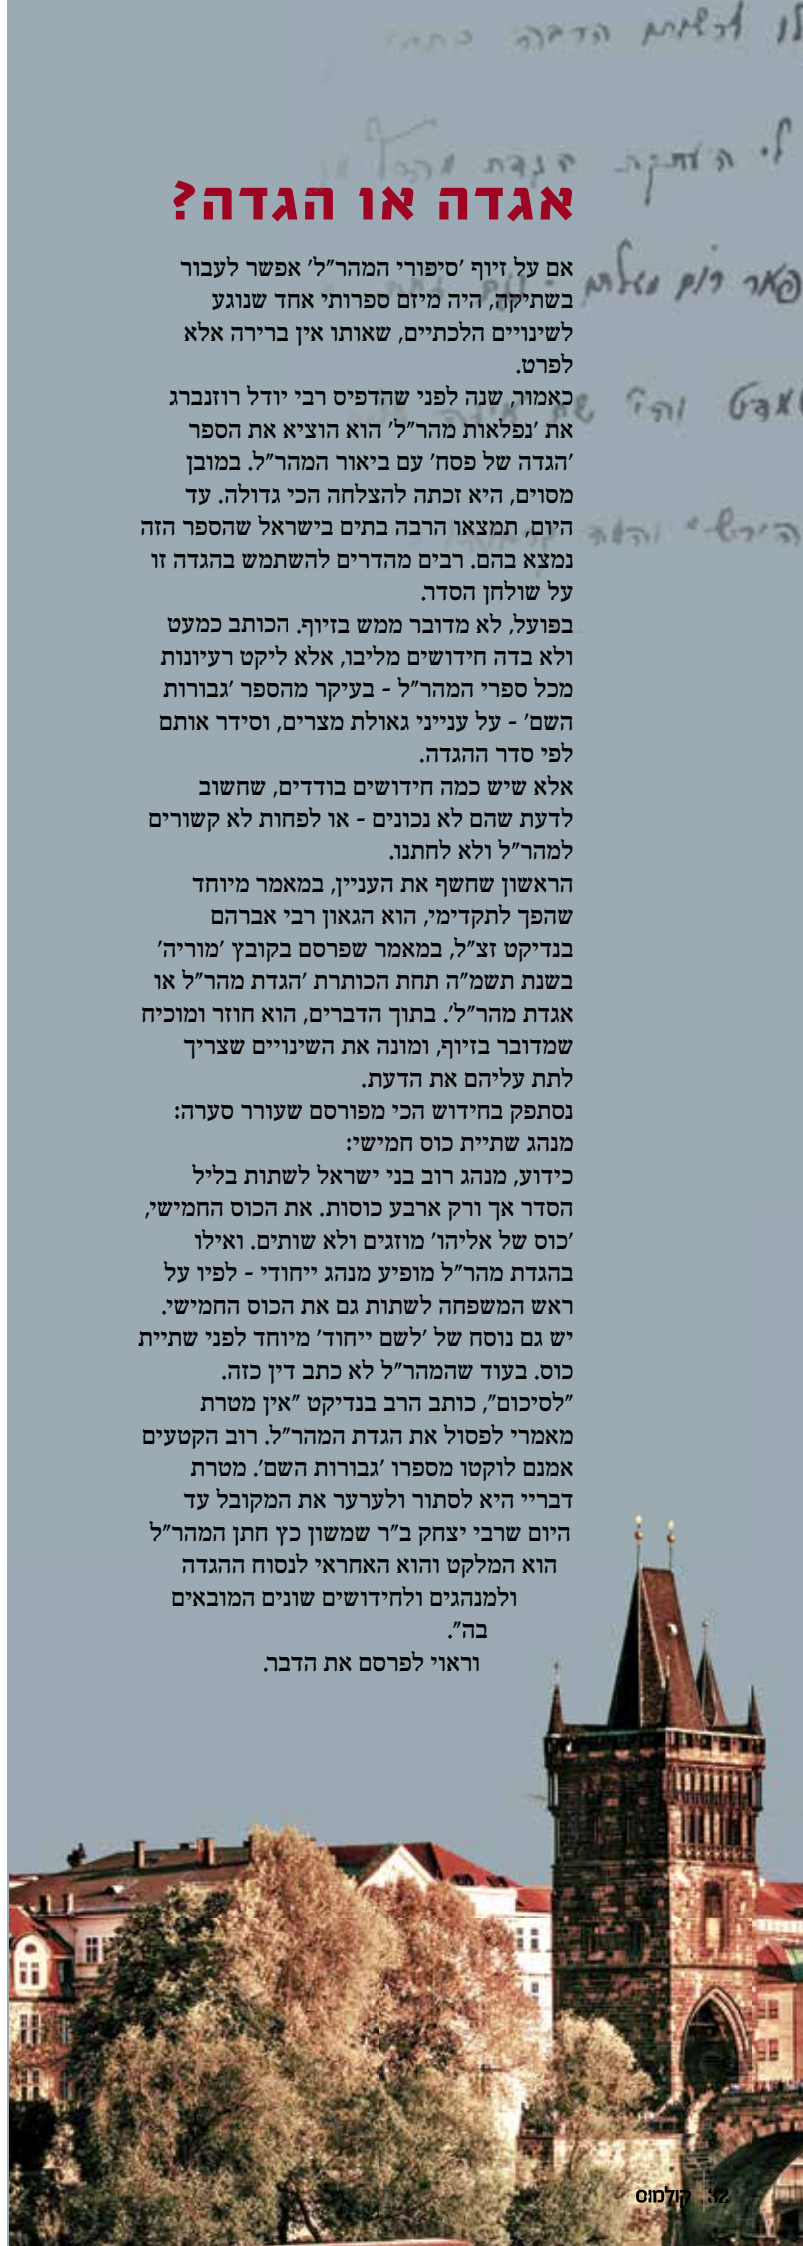 אגדה או הגדה?
אם על זיוף 'סיפורי המהר"ל' אפשר לעבור
בשתיקה, היה מיזם ספרותי אחד שנוגע
לשינויים הלכתיים, שאותו אין ברירה אלא
לפרט.
כאמור, שנה לפני שהדפיס רבי יודל רוזנברג
את 'נפלאות מהר"ל' הוא הוציא את הספר
'הגדה של פסח' עם ביאור המהר"ל. במובן
מסוים, היא זכתה להצלחה הכי גדולה. עד
היום, תמצאו הרבה בתים בישראל שהספר הזה
נמצא בהם. רבים מהדרים להשתמש בהגדה זו
על שולחן הסדר.
בפועל, לא מדובר ממש בזיוף. הכותב כמעט
ולא בדה חידושים מליבו, אלא ליקט רעיונות
מכל ספרי המהר"ל - בעיקר מהספר 'גבורות
השם' - על ענייני גאולת מצרים, וסידר אותם
לפי סדר ההגדה.
אלא שיש כמה חידושים בודדים, שחשוב
לדעת שהם לא נכונים - או לפחות לא קשורים
למהר"ל ולא לחתנו.
הראשון שחשף את העניין, במאמר מיוחד
שהפך לתקדימי, הוא הגאון רבי אברהם
בנדיקט זצ"ל, במאמר שפרסם בקובץ 'מוריה'
בשנת תשמ"ה תחת הכותרת 'הגדת מהר"ל או
אגדת מהר"ל'. בתוך הדברים, הוא חוזר ומוכיח
שמדובר בזיוף, ומונה את השינויים שצריך
לתת עליהם את הדעת.
נסתפק בחידוש הכי מפורסם שעורר סערה:
מנהג שתיית כוס חמישי:
כידוע, מנהג רוב בני ישראל לשתות בליל
הסדר אך ורק ארבע כוסות. את הכוס החמישי,
'כוס של אליהו' מוזגים ולא שותים. ואילו
בהגדת מהר"ל מופיע מנהג ייחודי - לפיו על
ראש המשפחה לשתות גם את הכוס החמישי.
יש גם נוסח של 'לשם ייחוד' מיוחד לפני שתיית
כוס. בעוד שהמהר"ל לא כתב דין כזה.
"לסיכום", כותב הרב בנדיקט "אין מטרת
מאמרי לפסול את הגדת המהר"ל. רוב הקטעים
אמנם לוקטו מספרו 'גבורות השם'. מטרת
דבריי היא לסתור ולערער את המקובל עד
היום שרבי יצחק ב"ר שמשון כץ חתן המהר"ל
הוא המלקט והוא האחראי לנסוח ההגדה
ולמנהגים ולחידושים שונים המובאים
בה".
וראוי לפרסם את הדבר.
32 קולמוס